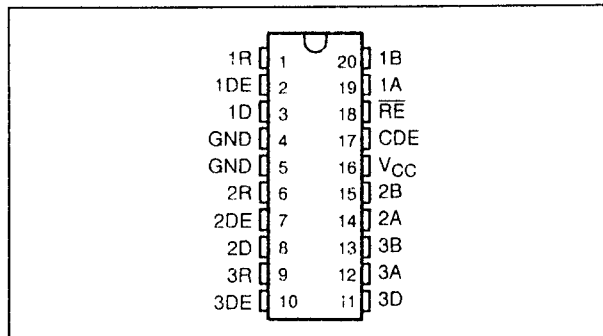 1R 1 20 1B
1DE 2 19 1A
1D 3 18 RE
GND 4 17 CDE
GND 5 16 VCC
2R 6 15 2B
2DE 7 14 2A
2D 8 13 3B
3R 9 12 3A
3DE 10 11 3D